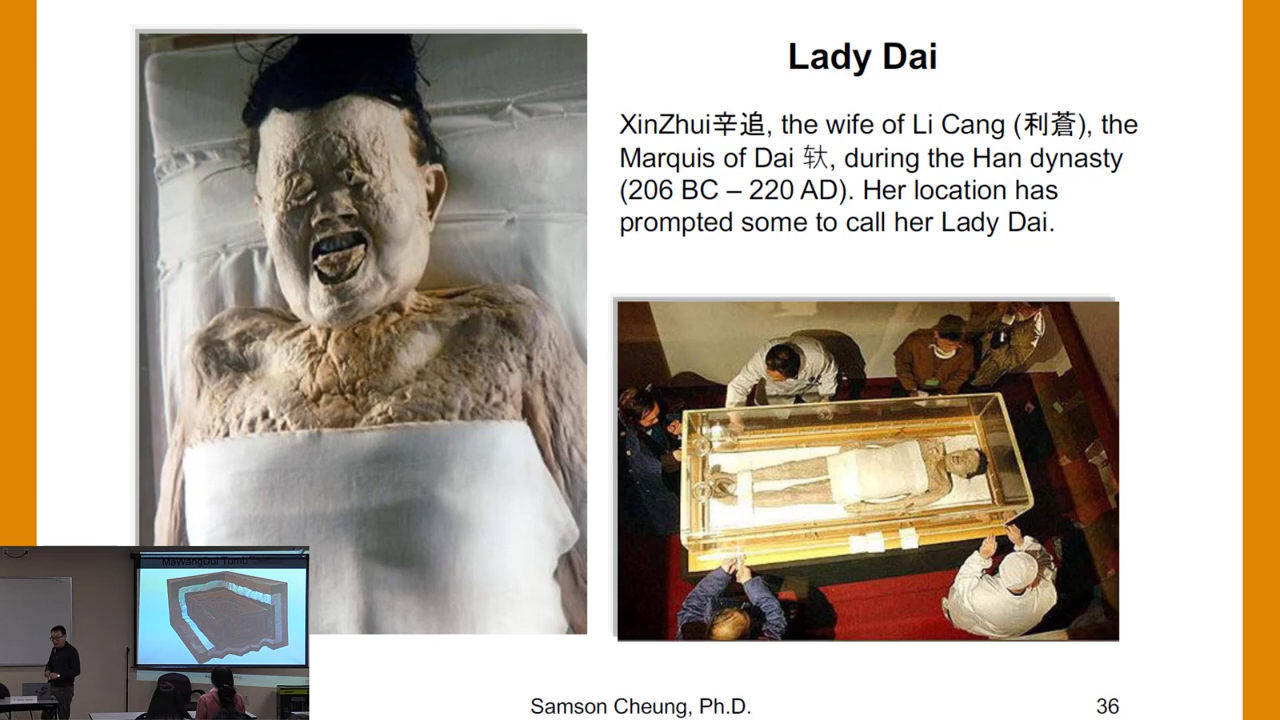 Lady Dai
XinZhui辛追, the wife of Li Cang (利蒼), the
Marquis of Dai 轪, during the Han dynasty
(206 BC – 220 AD). Her location has
prompted some to call her Lady Dai.
MaWangDui Tomb
Samson Cheung, Ph.D.
36